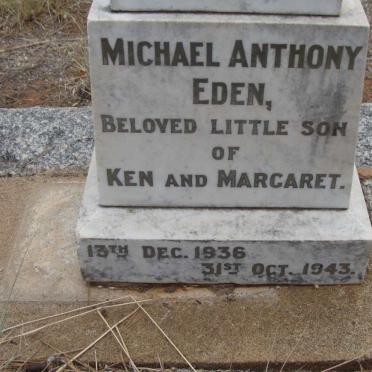 MICHAEL ANTHONY
EDEN,
BELOVED LITTLE SON
OF
KEN AND MARGARET.
13TH DEC. 1936
31ST OCT. 1943.